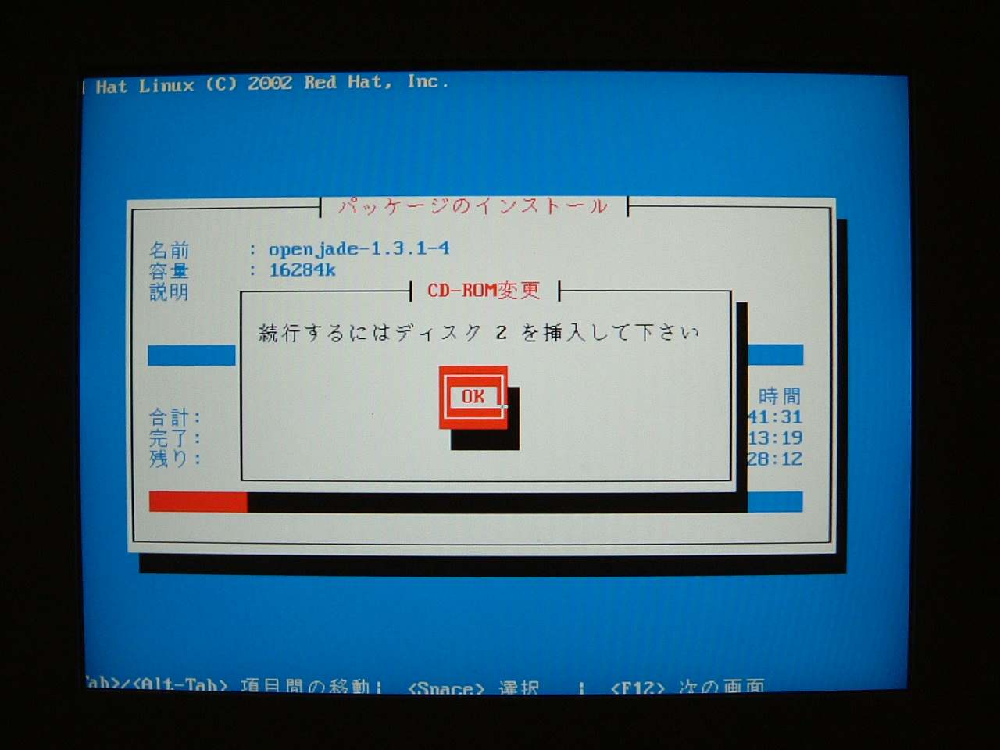 Hat Linux (C) 2002 Red Hat, Inc.
パッケージのインストール
名前 : openjade-1.3.1-4
容量 : 16284k
説明
CD-ROM変更
続行するにはディスク 2 を挿入して下さい
OK
時間
合計: 41:31
完了: 13:19
残り: 28:12
Tab>/<Alt-Tab> 項目間の移動| <Space> 選択 | <F12> 次の画面